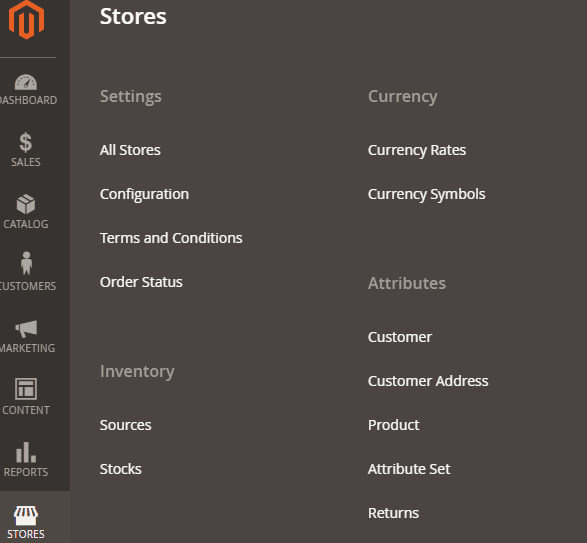 Stores
DASHBOARD
SALES
CATALOG
CUSTOMERS
MARKETING
CONTENT
REPORTS
STORES
Settings
All Stores
Configuration
Terms and Conditions
Order Status
Inventory
Sources
Stocks
Currency
Currency Rates
Currency Symbols
Attributes
Customer
Customer Address
Product
Attribute Set
Returns